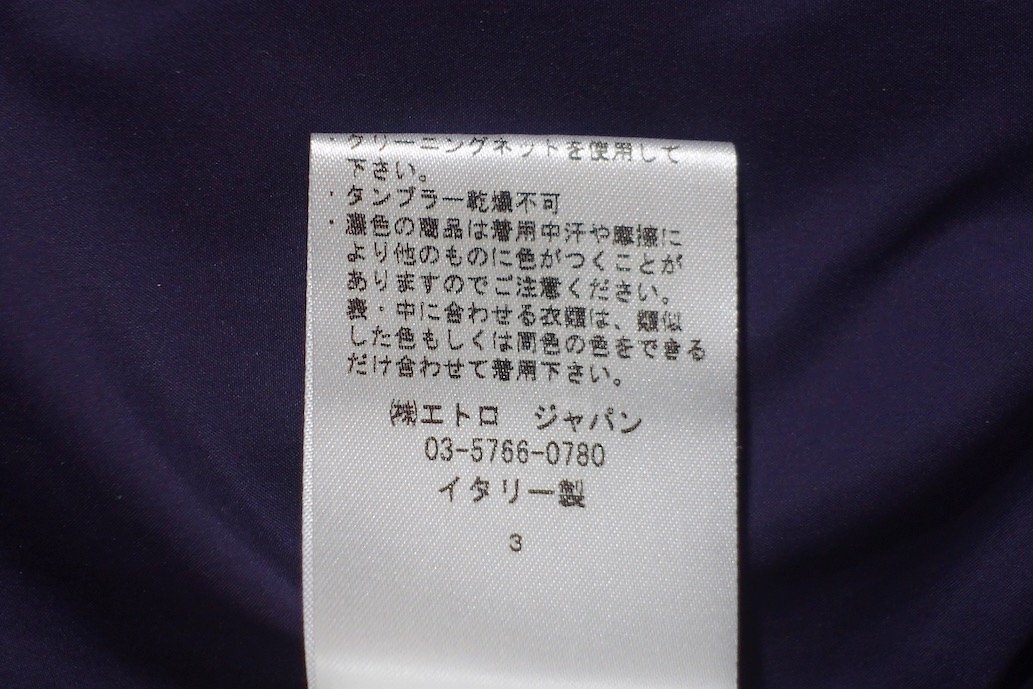 ・クリーニングネットを使用して
下さい。
・タンブラー乾燥不可
・濃色の商品は着用中汗や摩擦に
より他のものに色がつくことが
ありますのでご注意ください。
表・中に合わせる衣類は、類似
した色もしくは同色の色をできる
だけ合わせて着用下さい。
㈱エトロ ジャパン
03-5766-0780
イタリー製
3